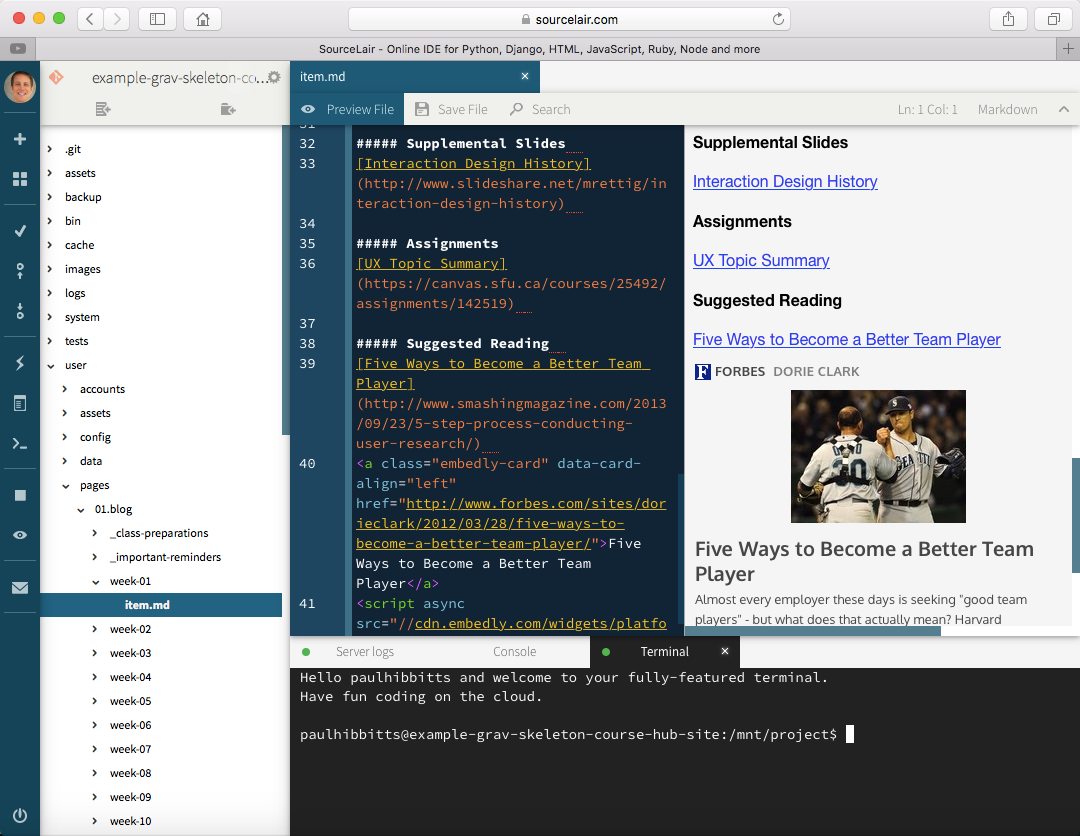 sourcelair.com
SourceLair - Online IDE for Python, Django, HTML, JavaScript, Ruby, Node and more
example-grav-skeleton-co...
.git
assets
backup
bin
cache
images
logs
system
tests
user
accounts
assets
config
data
pages
01.blog
_class-preparations
_important-reminders
week-01
item.md
week-02
week-03
week-04
week-05
week-06
week-07
week-08
week-09
week-10
item.md
Preview File Save File Search Ln: 1 Col: 1 Markdown
31
32 ##### Supplemental Slides
33 [Interaction Design History]
(http://www.slideshare.net/mrettig/in
teraction-design-history)
34
35 ##### Assignments
36 [UX Topic Summary]
(https://canvas.sfu.ca/courses/25492/
assignments/142519)
37
38 ##### Suggested Reading
39 [Five Ways to Become a Better Team
Player]
(http://www.smashingmagazine.com/2013
/09/23/5-step-process-conducting-
user-research/)
40 <a class="embedly-card" data-card-
align="left"
href="http://www.forbes.com/sites/dor
ieclark/2012/03/28/five-ways-to-
become-a-better-team-player/">Five
Ways to Become a Better Team
Player</a>
41 <script async
src="//cdn.embedly.com/widgets/platfo
Supplemental Slides
Interaction Design History
Assignments
UX Topic Summary
Suggested Reading
Five Ways to Become a Better Team Player
F FORBES DORIE CLARK
30
SEA
Five Ways to Become a Better Team
Player
Almost every employer these days is seeking "good team
players" - but what does that actually mean? Harvard
Server logs Console Terminal
Hello paulhibbitts and welcome to your fully-featured terminal.
Have fun coding on the cloud.
paulhibbitts@example-grav-skeleton-course-hub-site:/mnt/project$